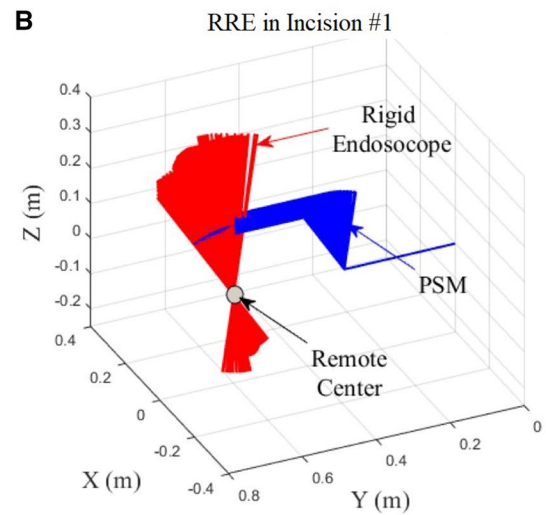 B
RRE in Incision #1
0.4
0.3
0.2
0.1
0
-0.1
-0.2
Z (m)
Rigid
Endosocope
PSM
Remote
Center
0.4
0.2
0
-0.2
-0.4
X (m)
0.8
0.6
0.4
0.2
0
Y (m)